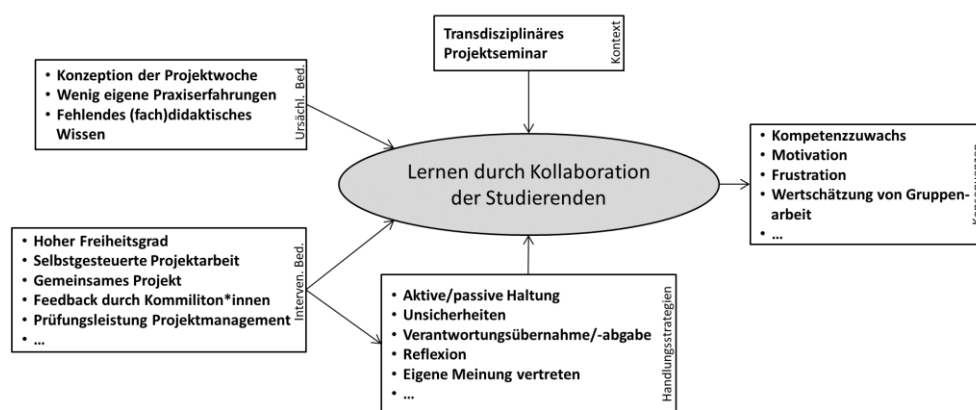 Transdisziplinäres
Projektseminar
Kontext
• Konzeption der Projektwoche
• Wenig eigene Praxiserfahrungen
• Fehlendes (fach)didaktisches
Wissen
Ursächl. Bed.
Lernen durch Kollaboration
der Studierenden
• Kompetenzzuwachs
• Motivation
• Frustration
• Wertschätzung von Gruppen-
arbeit
• ...
Konsequenzen
• Hoher Freiheitsgrad
• Selbstgesteuerte Projektarbeit
• Gemeinsames Projekt
• Feedback durch Kommiliton*innen
• Prüfungsleistung Projektmanagement
• ...
Interven. Bed.
• Aktive/passive Haltung
• Unsicherheiten
• Verantwortungsübernahme/-abgabe
• Reflexion
• Eigene Meinung vertreten
• ...
Handlungsstrategien